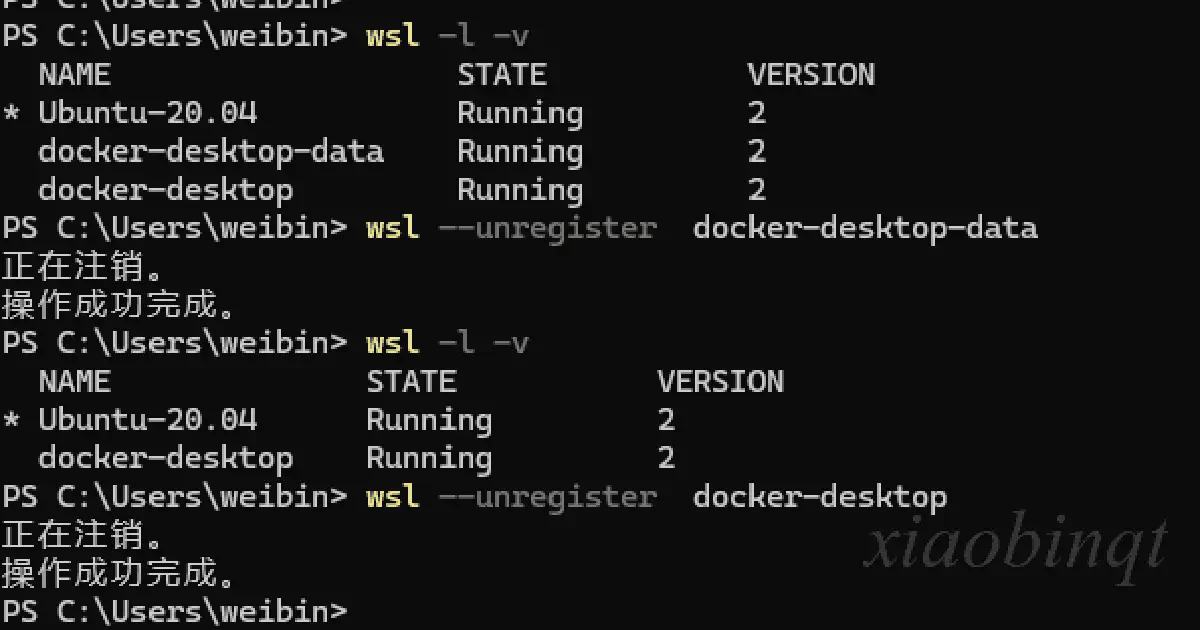 PS C:\Users\weibin>
PS C:\Users\weibin> wsl -l -v
  NAME                   STATE           VERSION
* Ubuntu-20.04           Running         2
  docker-desktop-data    Running         2
  docker-desktop         Running         2
PS C:\Users\weibin> wsl --unregister  docker-desktop-data
正在注销。
操作成功完成。
PS C:\Users\weibin> wsl -l -v
  NAME              STATE           VERSION
* Ubuntu-20.04      Running         2
  docker-desktop    Running         2
PS C:\Users\weibin> wsl --unregister  docker-desktop
正在注销。
操作成功完成。
PS C:\Users\weibin>
xiaobinqt